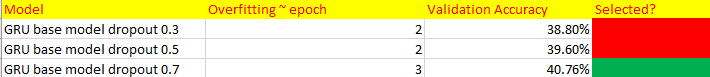 Model Overfitting ~ epoch Validation Accuracy Selected?
GRU base model dropout 0.3 2 38.80%
GRU base model dropout 0.5 2 39.60%
GRU base model dropout 0.7 3 40.76%